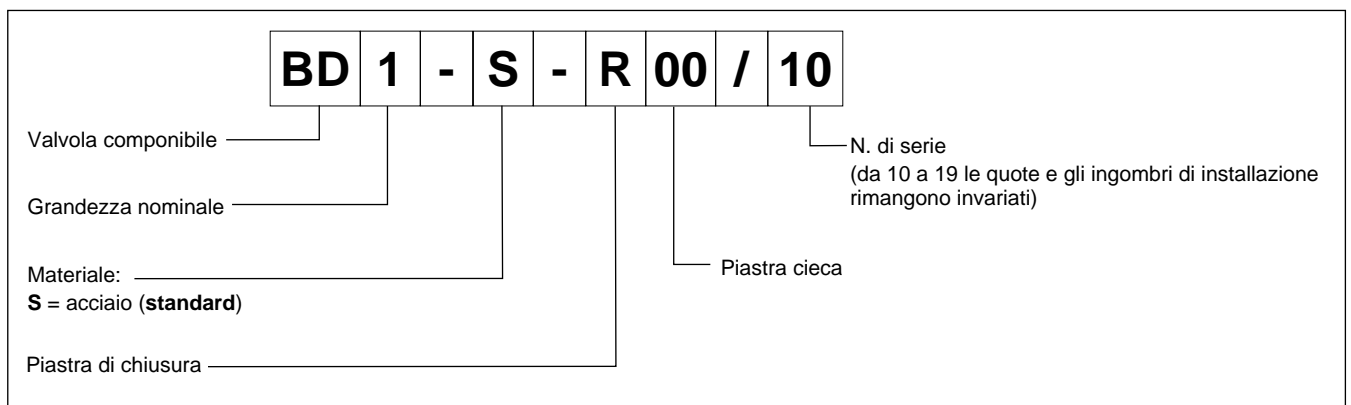 BD 1 - S - R 00 / 10
Valvola componibile
Grandezza nominale
Materiale:
S = acciaio (standard)
Piastra di chiusura
N. di serie
(da 10 a 19 le quote e gli ingombri di installazione
rimangono invariati)
Piastra cieca